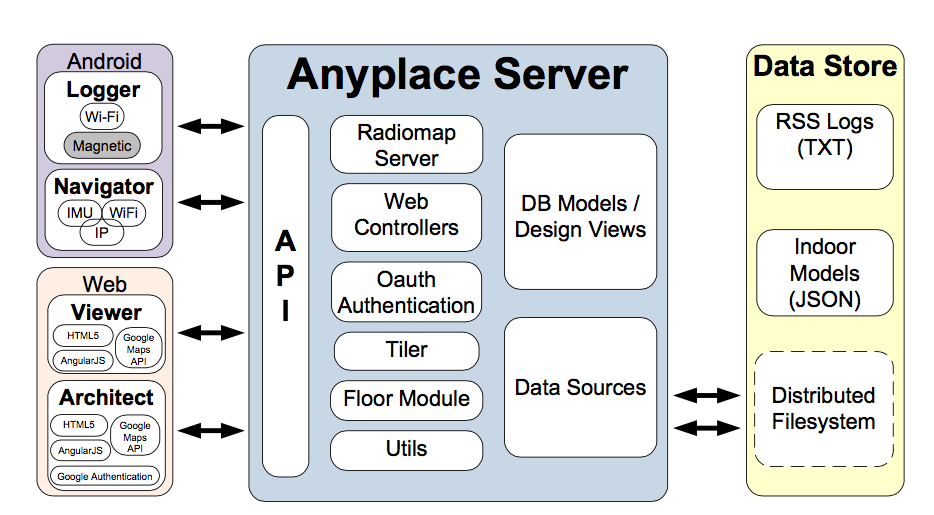 Android
Logger
Wi-Fi
Magnetic
Navigator
IMU
WiFi
IP
Web
Viewer
HTML5
AngularJS
Google
Maps
API
Architect
HTML5
AngularJS
Google
Maps
API
Google Authentication
Anyplace Server
A
P
I
Radiomap
Server
Web
Controllers
Oauth
Authentication
Tiler
Floor Module
Utils
DB Models /
Design Views
Data Sources
Data Store
RSS Logs
(TXT)
Indoor
Models
(JSON)
Distributed
Filesystem